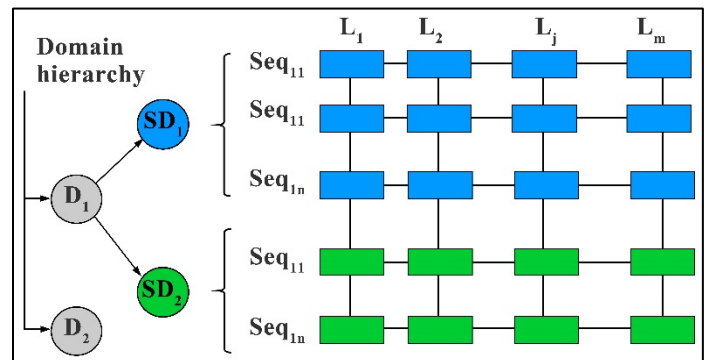 L₁ L₂ Lⱼ Lₘ
Domain
hierarchy
Seq₁₁
SD₁
Seq₁₁
D₁
Seq₁ₙ
SD₂
Seq₁₁
D₂
Seq₁ₙ